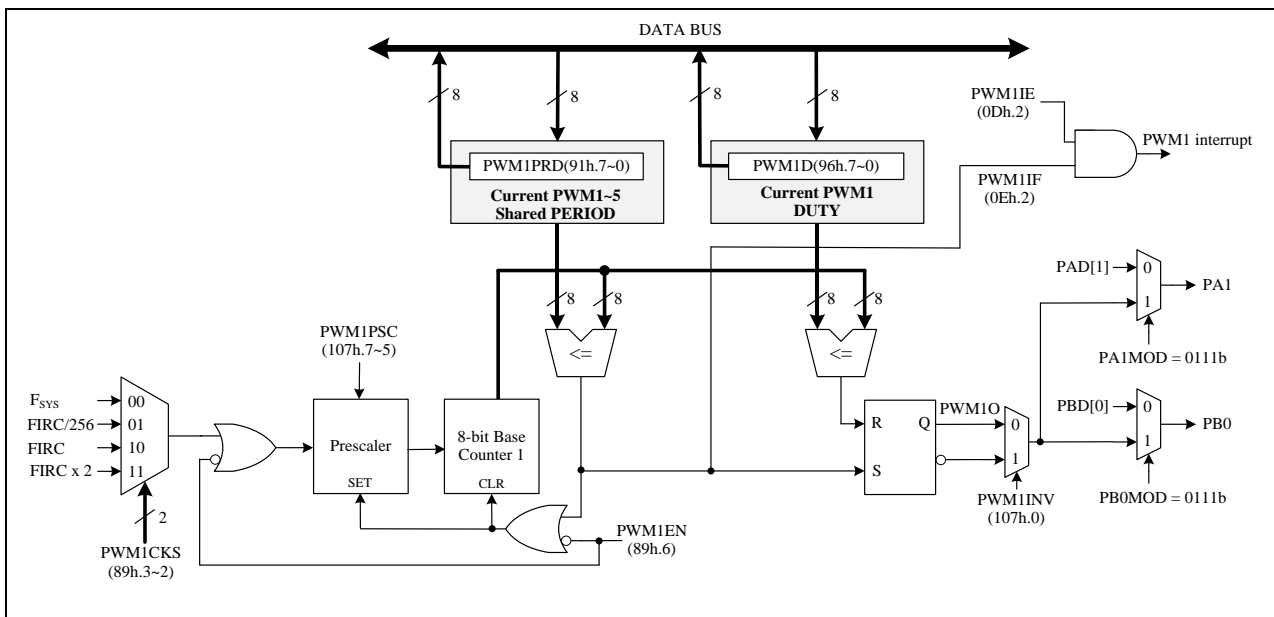 DATA BUS
8
8
8
8
PWM1IE
(0Dh.2)
PWM1 interrupt
PWM1IF
(0Eh.2)
PWM1PRD(91h.7~0)
Current PWM1~5
Shared PERIOD
PWM1D(96h.7~0)
Current PWM1
DUTY
PAD[1]
0
1
PA1
PA1MOD = 0111b
8
8
8
8
<=
<=
PWM1PSC
(107h.7~5)
FSYS
FIRC/256
FIRC
FIRC x 2
00
01
10
11
2
PWM1CKS
(89h.3~2)
Prescaler
SET
8-bit Base
Counter 1
CLR
PWM1EN
(89h.6)
R
S
Q
PWM1O
0
1
PWM1INV
(107h.0)
PBD[0]
0
1
PB0
PB0MOD = 0111b